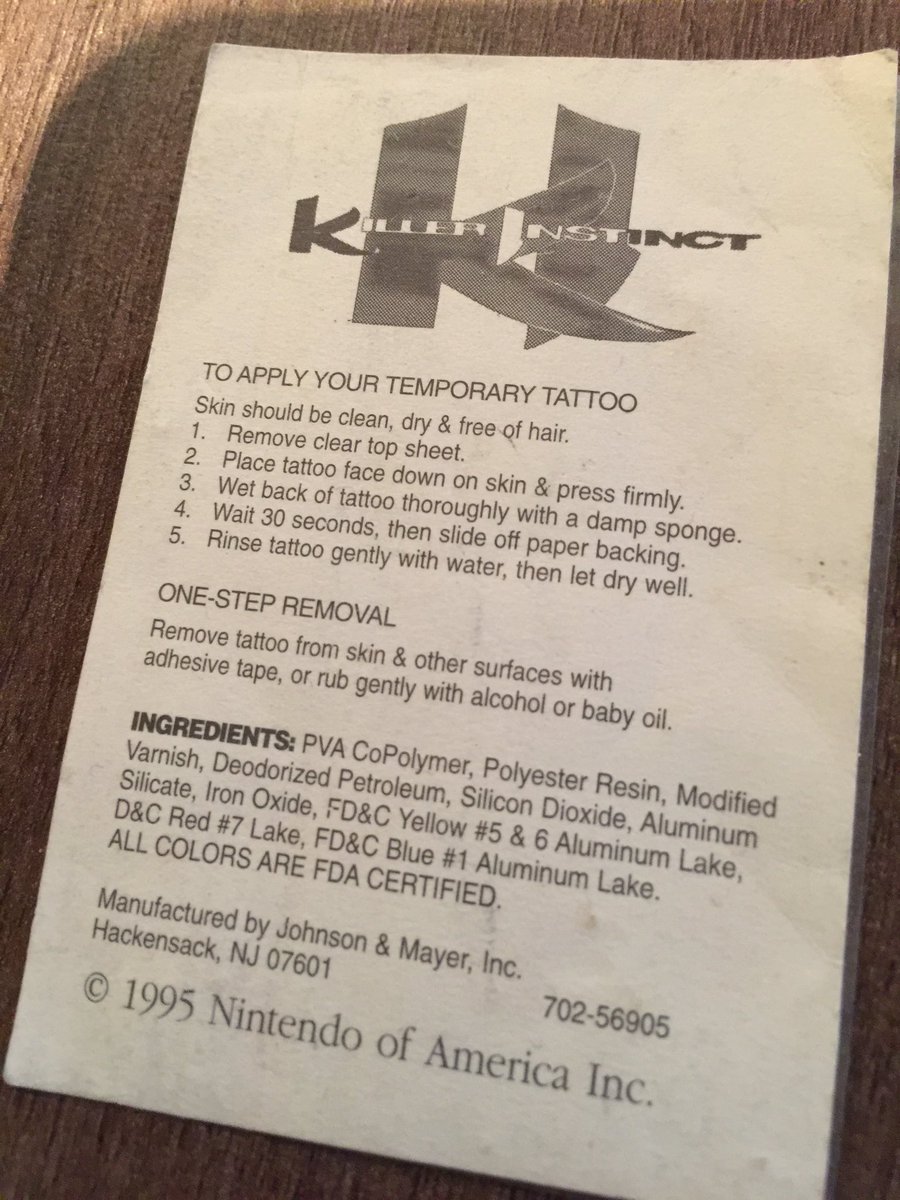 KILLER INSTINCT
TO APPLY YOUR TEMPORARY TATTOO
Skin should be clean, dry & free of hair.
1. Remove clear top sheet.
2. Place tattoo face down on skin & press firmly.
3. Wet back of tattoo thoroughly with a damp sponge.
4. Wait 30 seconds, then slide off paper backing.
5. Rinse tattoo gently with water, then let dry well.
ONE-STEP REMOVAL
Remove tattoo from skin & other surfaces with
adhesive tape, or rub gently with alcohol or baby oil.
INGREDIENTS: PVA CoPolymer, Polyester Resin, Modified
Varnish, Deodorized Petroleum, Silicon Dioxide, Aluminum
Silicate, Iron Oxide, FD&C Yellow #5 & 6 Aluminum Lake,
D&C Red #7 Lake, FD&C Blue #1 Aluminum Lake.
ALL COLORS ARE FDA CERTIFIED.
Manufactured by Johnson & Mayer, Inc.
Hackensack, NJ 07601
702-56905
© 1995 Nintendo of America Inc.